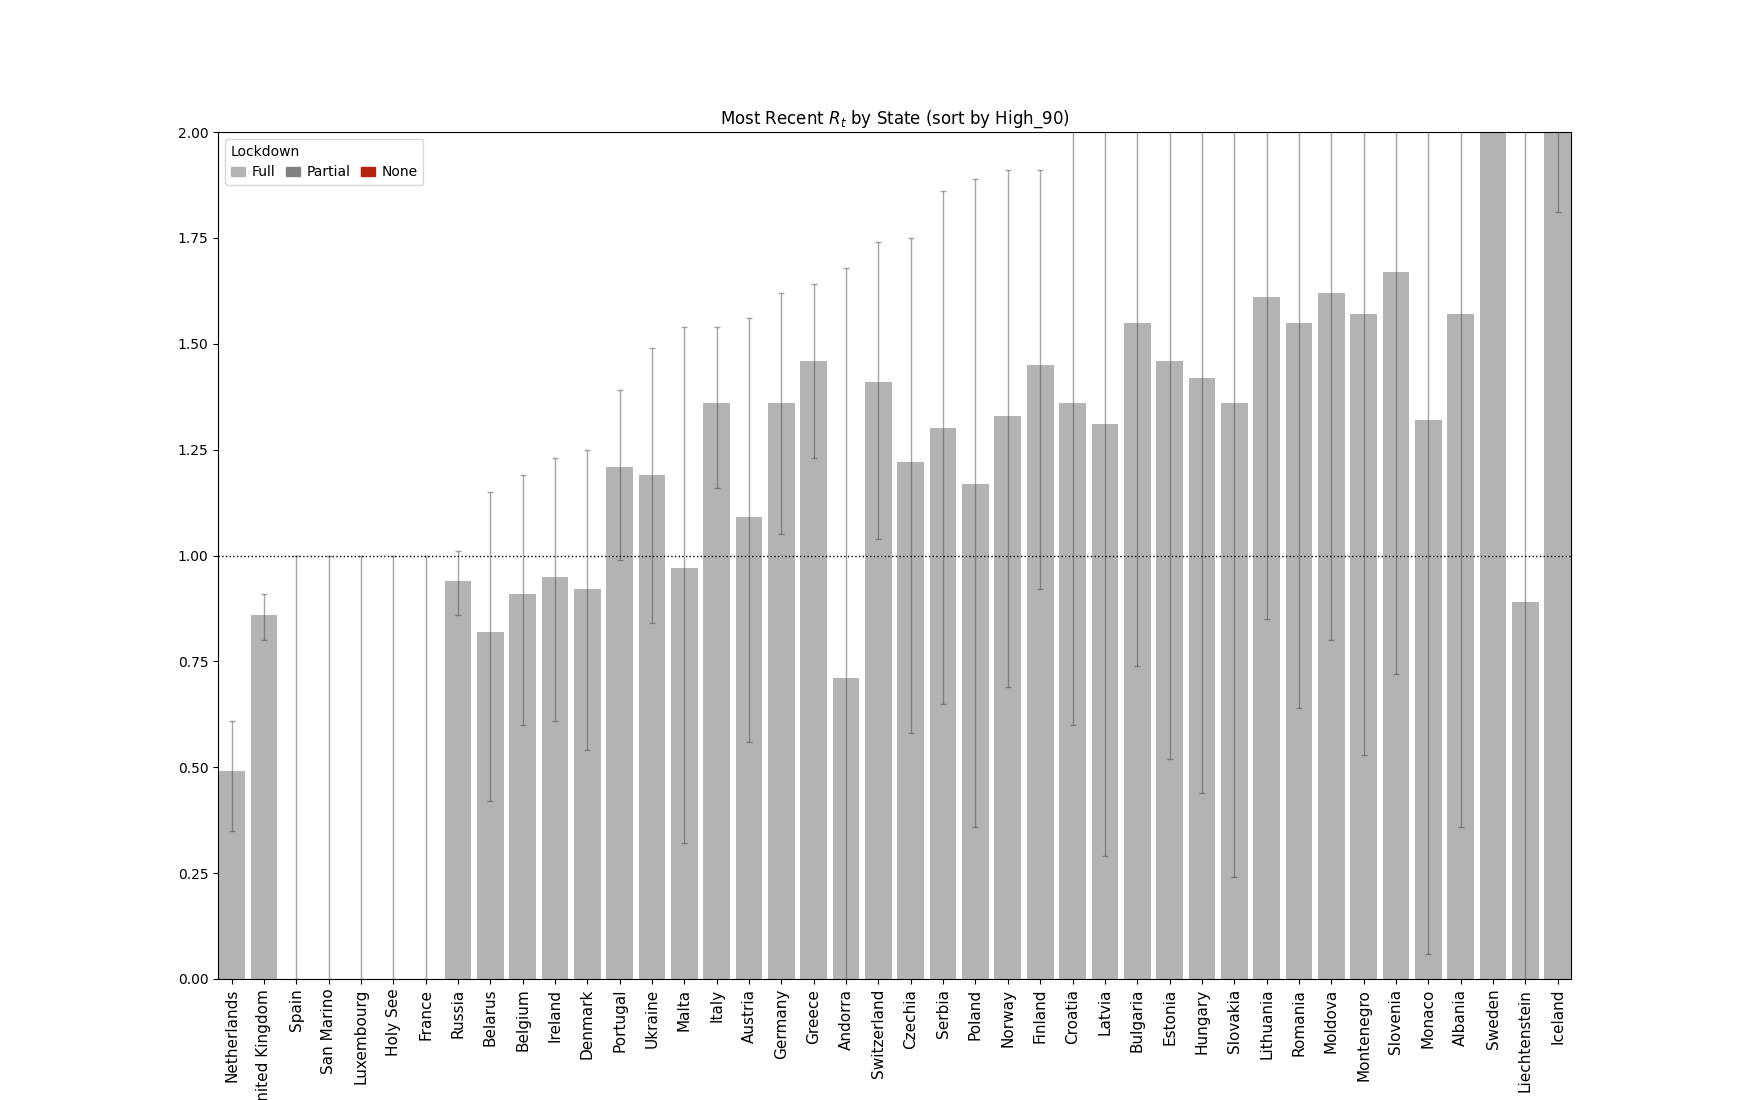 Most Recent R_t by State (sort by High_90)
Lockdown
Full Partial None
2.00
1.75
1.50
1.25
1.00
0.75
0.50
0.25
0.00
Netherlands
nited Kingdom
Spain
San Marino
Luxembourg
Holy See
France
Russia
Belarus
Belgium
Ireland
Denmark
Portugal
Ukraine
Malta
Italy
Austria
Germany
Greece
Andorra
Switzerland
Czechia
Serbia
Poland
Norway
Finland
Croatia
Latvia
Bulgaria
Estonia
Hungary
Slovakia
Lithuania
Romania
Moldova
Montenegro
Slovenia
Monaco
Albania
Sweden
Liechtenstein
Iceland